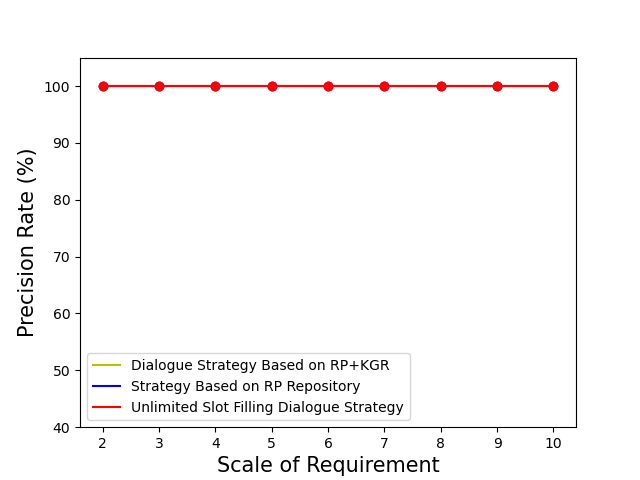 Precision Rate (%)
100
90
80
70
60
50
40
Dialogue Strategy Based on RP+KGR
Strategy Based on RP Repository
Unlimited Slot Filling Dialogue Strategy
2 3 4 5 6 7 8 9 10
Scale of Requirement